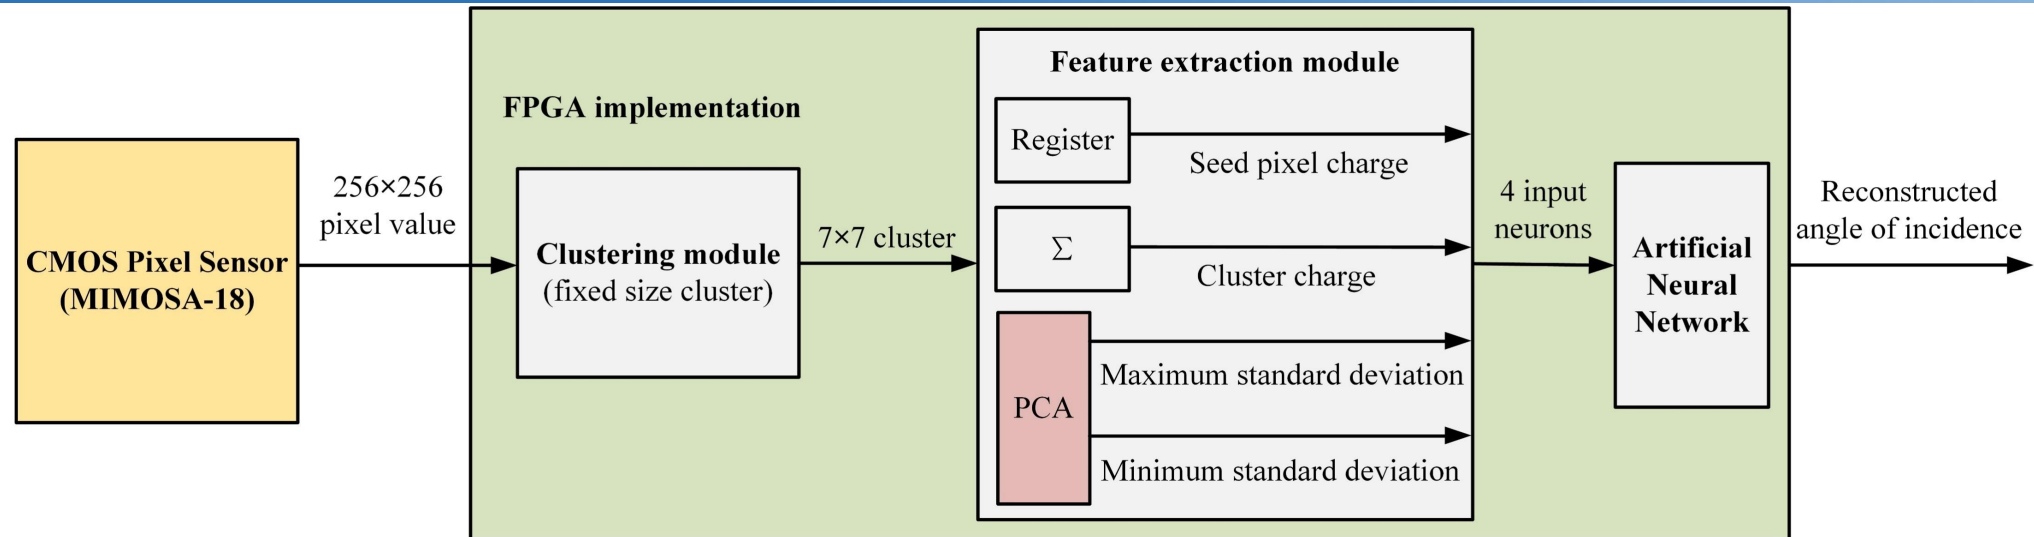 CMOS Pixel Sensor
(MIMOSA-18)
256×256
pixel value
FPGA implementation
Clustering module
(fixed size cluster)
7×7 cluster
Feature extraction module
Register
Seed pixel charge
Σ
Cluster charge
PCA
Maximum standard deviation
Minimum standard deviation
4 input
neurons
Artificial
Neural
Network
Reconstructed
angle of incidence